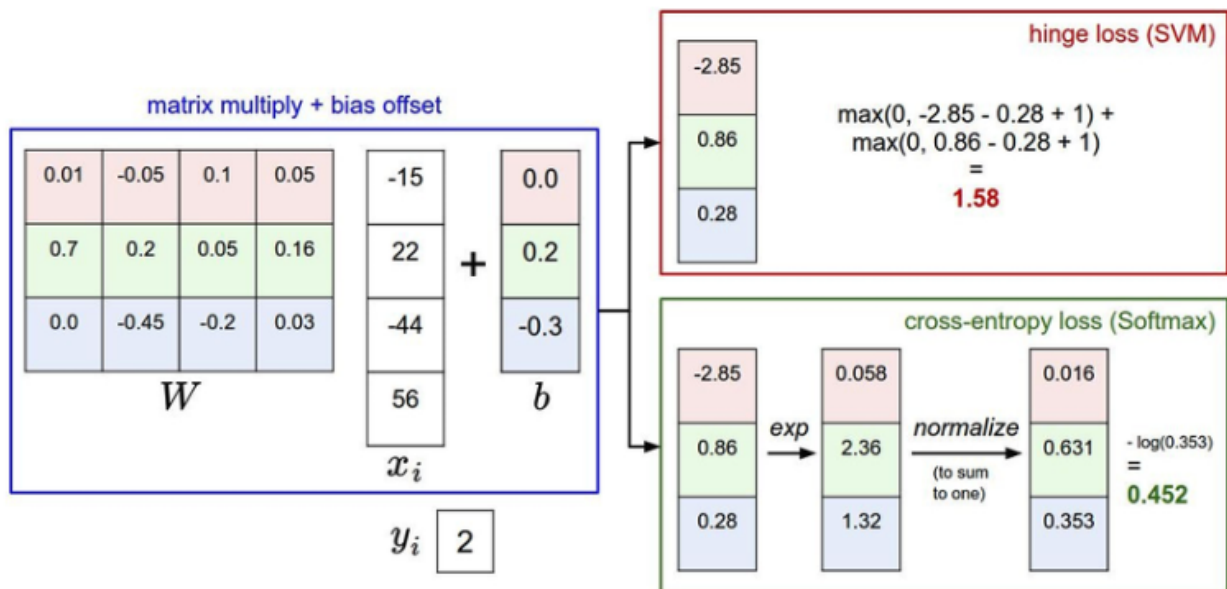 matrix multiply + bias offset
0.01 -0.05 0.1 0.05
0.7 0.2 0.05 0.16
0.0 -0.45 -0.2 0.03
W
-15
22
-44
56
x_i
+
0.0
0.2
-0.3
b
y_i 2
hinge loss (SVM)
-2.85
0.86
0.28
max(0, -2.85 - 0.28 + 1) +
max(0, 0.86 - 0.28 + 1)
=
1.58
cross-entropy loss (Softmax)
-2.85
0.86
0.28
exp
0.058
2.36
1.32
normalize
(to sum
to one)
0.016
0.631
0.353
- log(0.353)
=
0.452